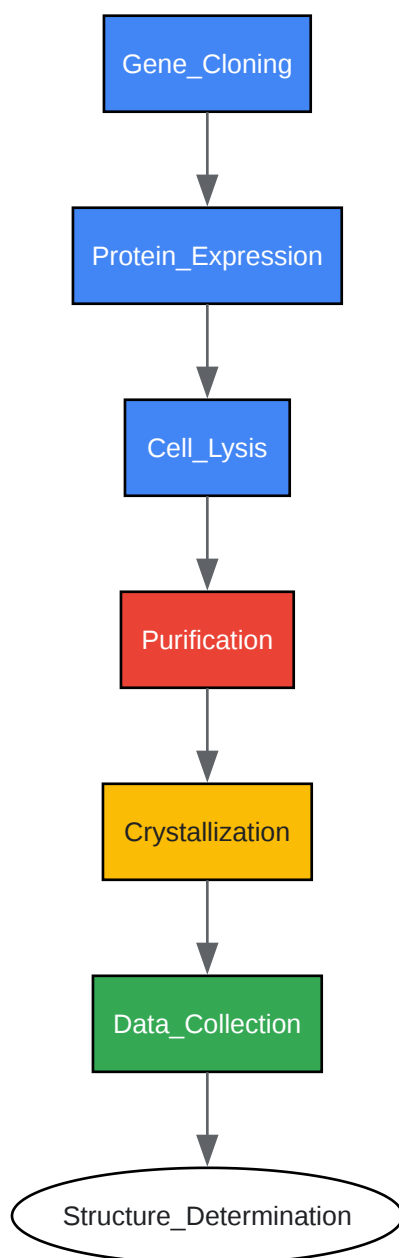 Gene_Cloning
Protein_Expression
Cell_Lysis
Purification
Crystallization
Data_Collection
Structure_Determination